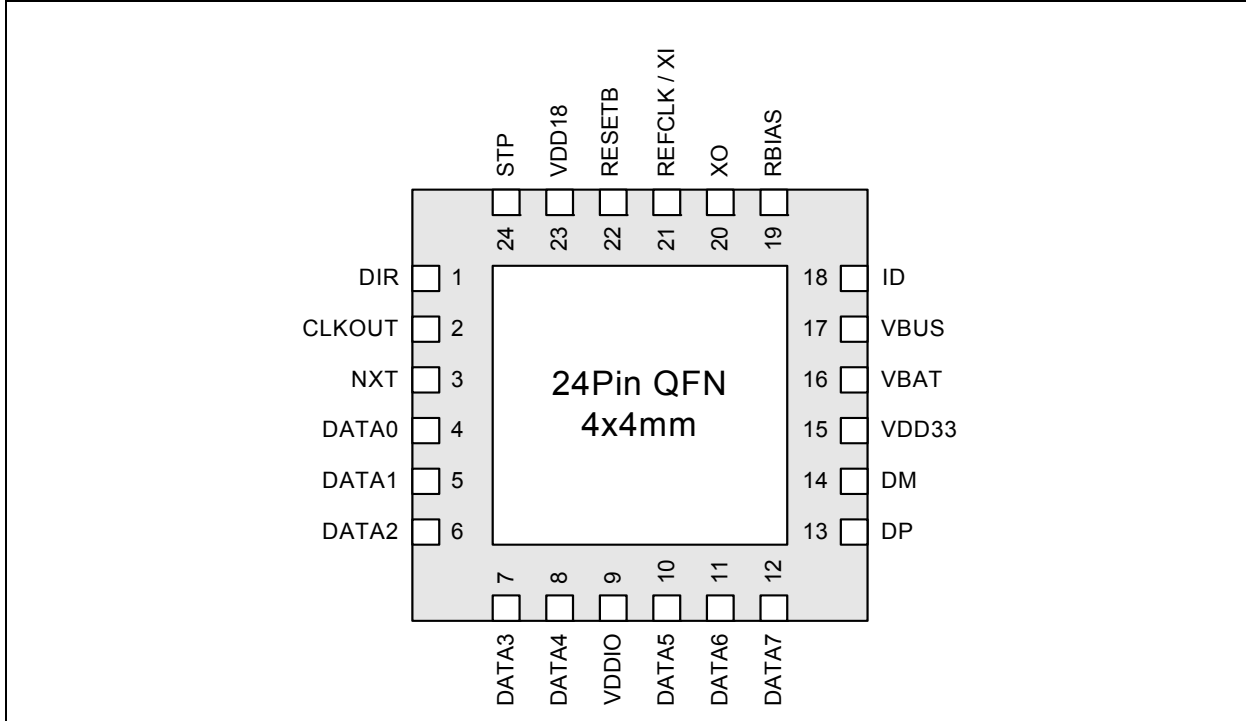 STP
VDD18
RESETB
REFCLK / XI
XO
RBIAS
24
23
22
21
20
19
DIR 1
CLKOUT 2
NXT 3
DATA0 4
DATA1 5
DATA2 6
24Pin QFN
4x4mm
18 ID
17 VBUS
16 VBAT
15 VDD33
14 DM
13 DP
7
8
9
10
11
12
DATA3
DATA4
VDDIO
DATA5
DATA6
DATA7